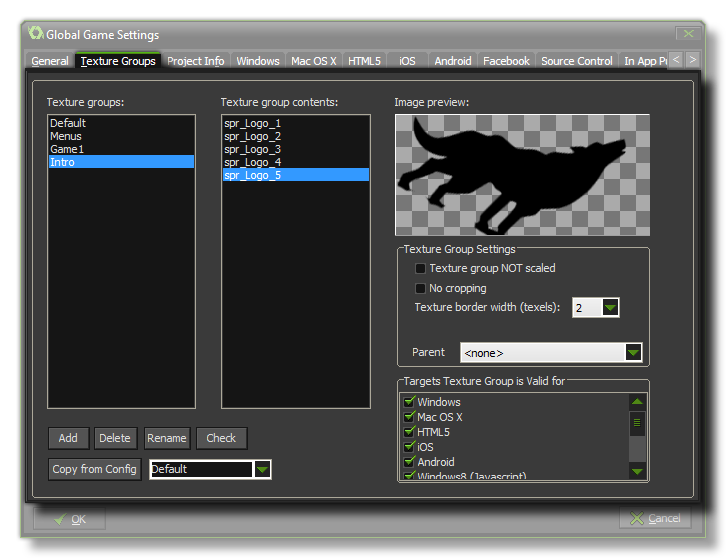 Global Game Settings
General Texture Groups Project Info Windows Mac OS X HTML5 iOS Android Facebook Source Control In App Pu
Texture groups: Texture group contents: Image preview:
Default
Menus
Game1
Intro
spr_Logo_1
spr_Logo_2
spr_Logo_3
spr_Logo_4
spr_Logo_5
Texture Group Settings
Texture group NOT scaled
No cropping
Texture border width (texels): 2
Parent <none>
Targets Texture Group is Valid for
Windows
Mac OS X
HTML5
iOS
Android
Windows8 (Javascript)
Add Delete Rename Check
Copy from Config Default
OK Cancel